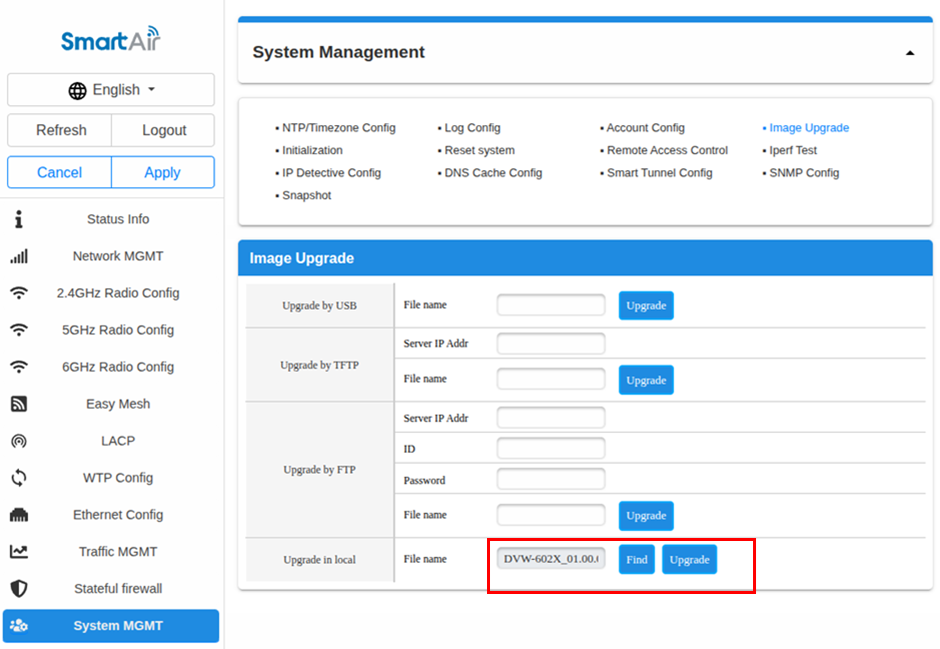 SmartAir
English
Refresh Logout
Cancel Apply
Status Info
Network MGMT
2.4GHz Radio Config
5GHz Radio Config
6GHz Radio Config
Easy Mesh
LACP
WTP Config
Ethernet Config
Traffic MGMT
Stateful firewall
System MGMT
System Management
▪ NTP/Timezone Config ▪ Log Config ▪ Account Config ▪ Image Upgrade
▪ Initialization ▪ Reset system ▪ Remote Access Control ▪ Iperf Test
▪ IP Detective Config ▪ DNS Cache Config ▪ Smart Tunnel Config ▪ SNMP Config
▪ Snapshot
Image Upgrade
Upgrade by USB File name Upgrade
Upgrade by TFTP
Server IP Addr
File name Upgrade
Upgrade by FTP
Server IP Addr
ID
Password
File name Upgrade
Upgrade in local File name DVW-602X_01.00. Find Upgrade